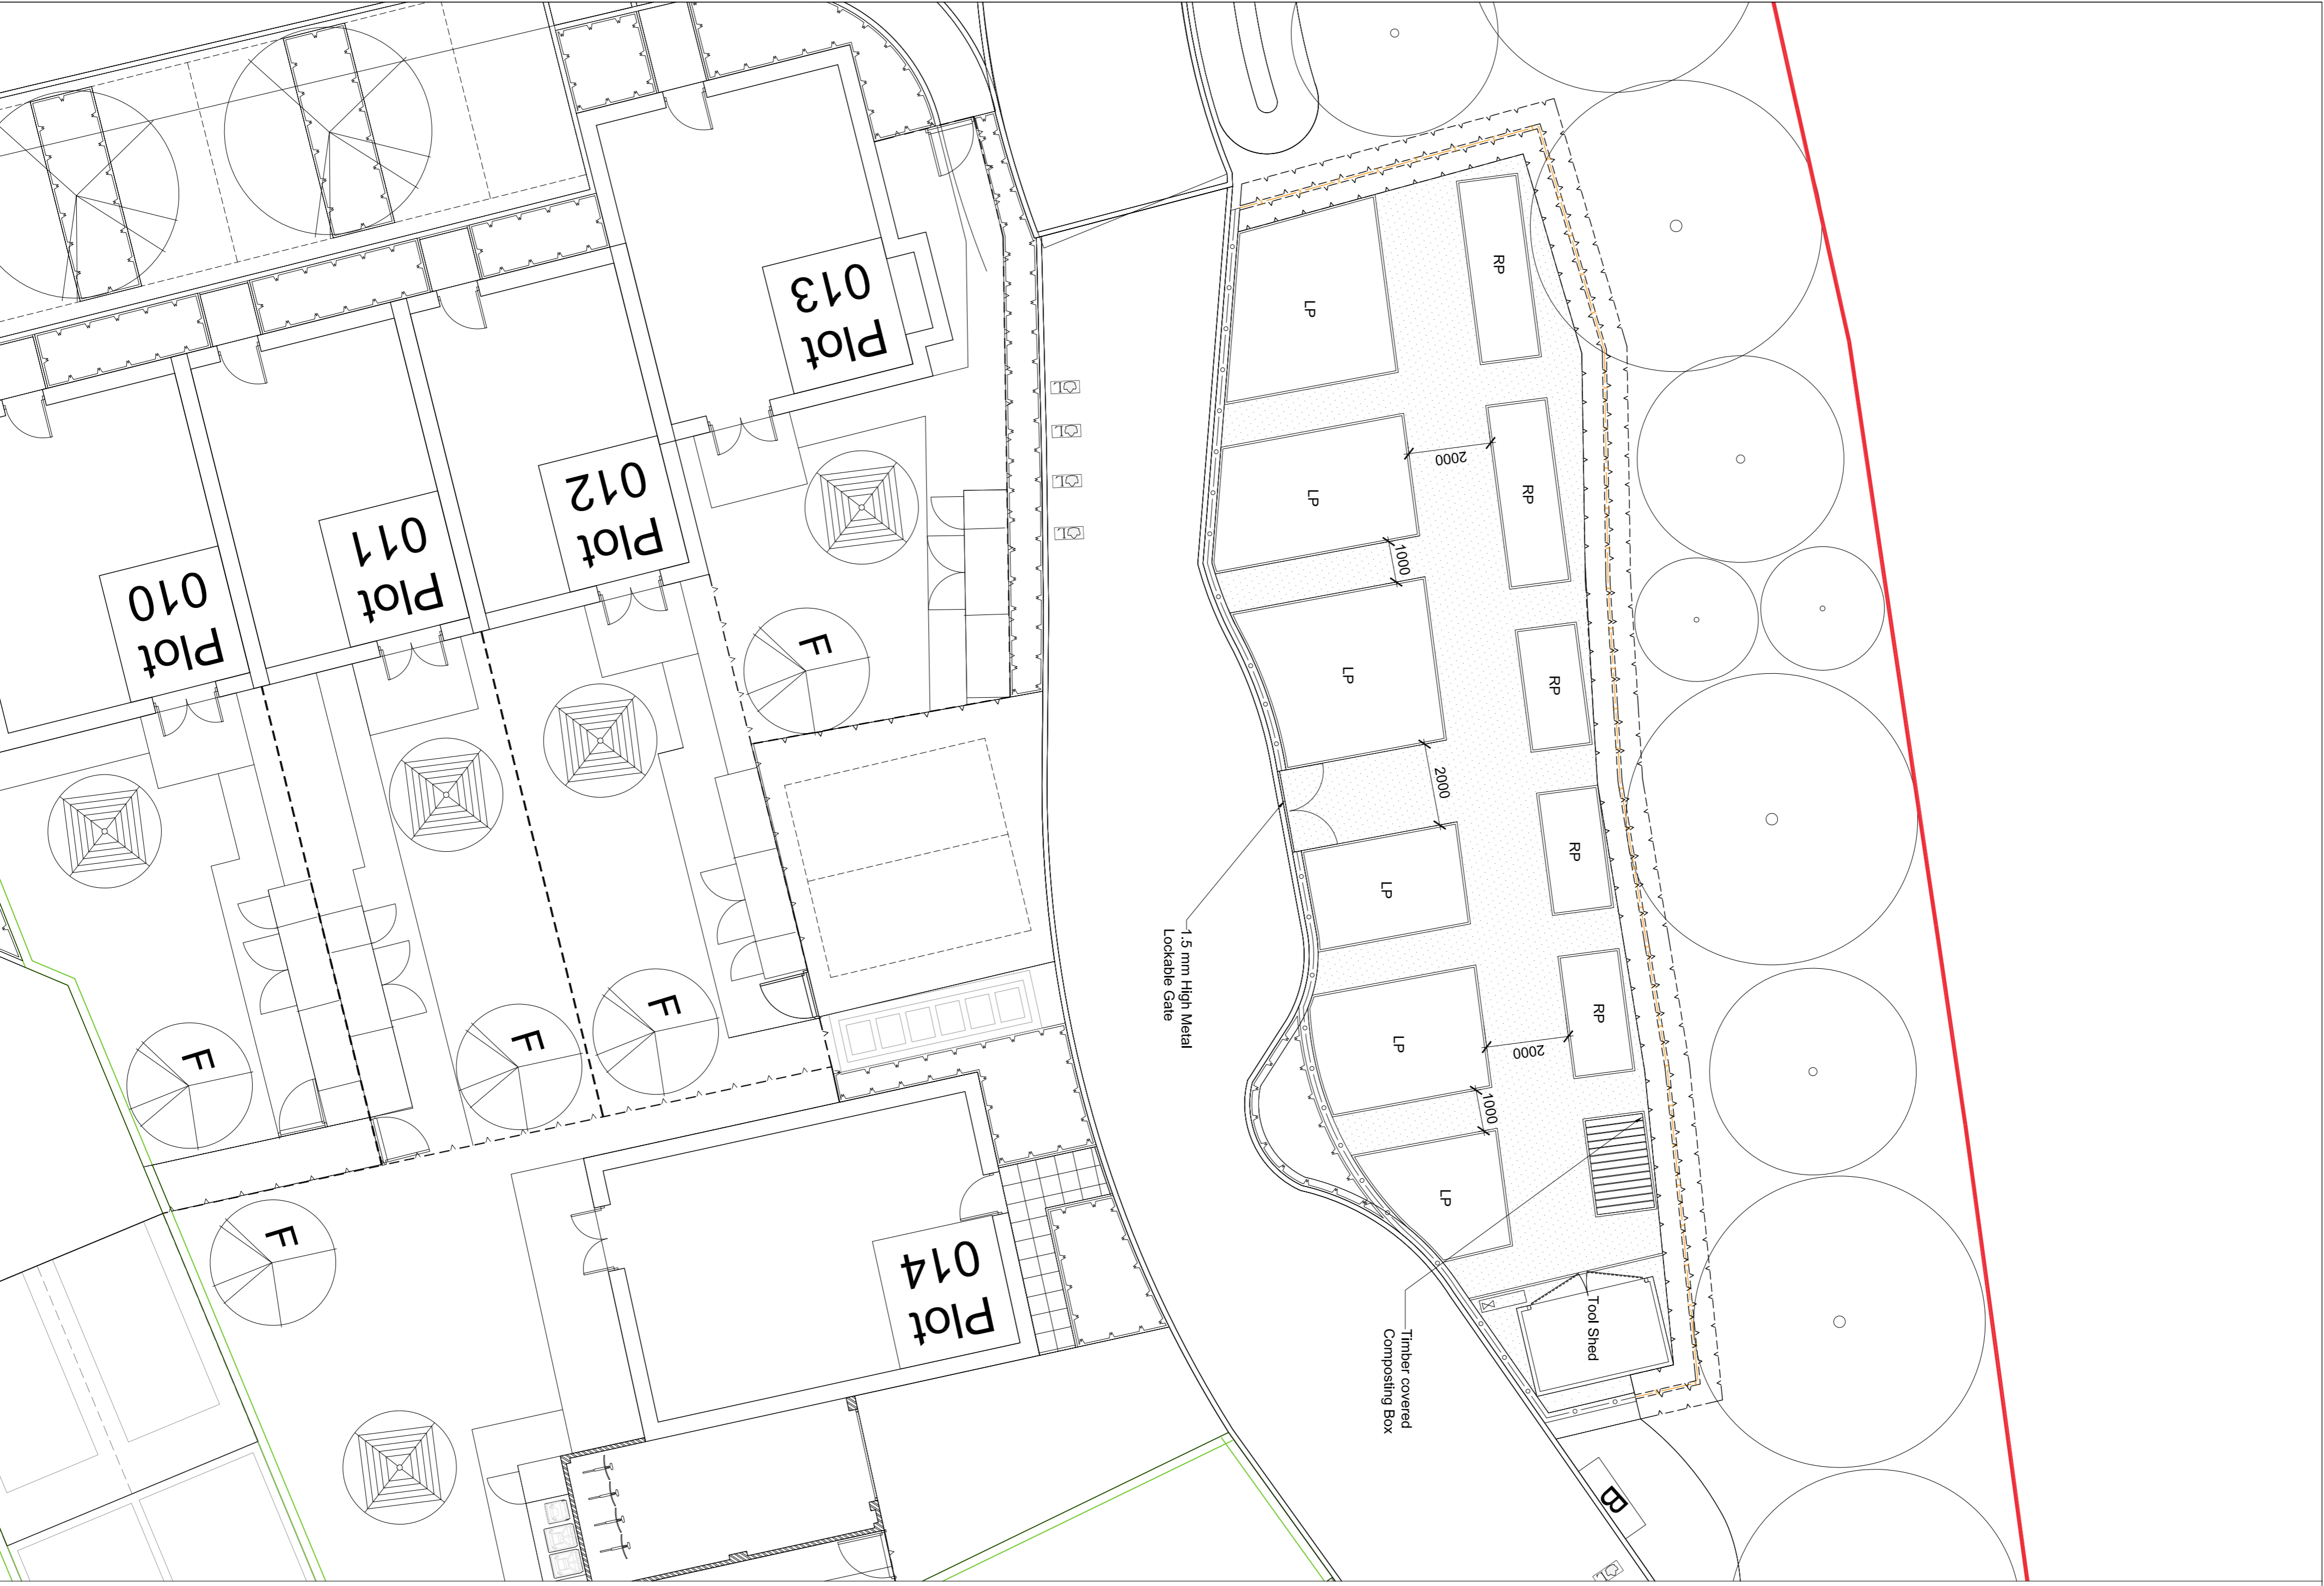 Plot
013
Plot
012
Plot
011
Plot
010
Plot
014
F
F
F
F
F
RP
RP
RP
RP
RP
LP
LP
LP
LP
LP
LP
2000
1000
2000
2000
1000
1.5 mm High Metal
Lockable Gate
Timber covered
Composting Box
Tool Shed
B